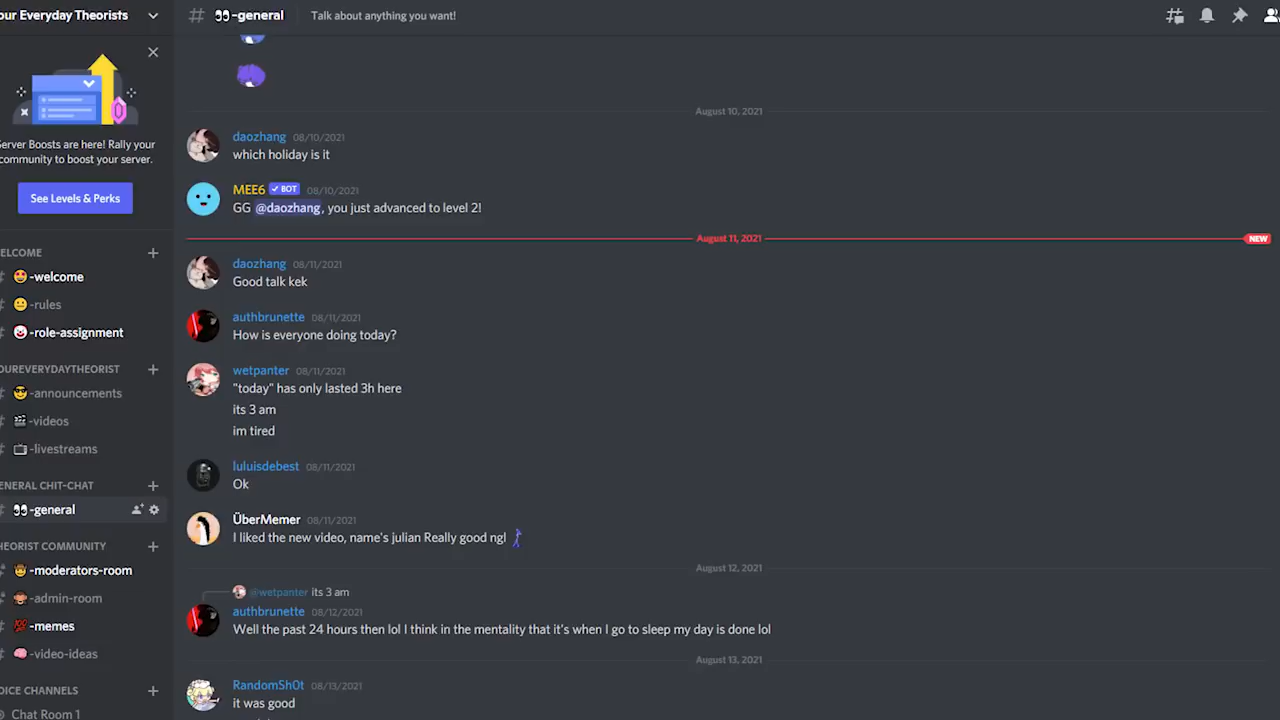 our Everyday Theorists
Server Boosts are here! Rally your
community to boost your server.
See Levels & Perks
ELCOME
-welcome
-rules
-role-assignment
OUREVERYDAYTHEORIST
-announcements
-videos
-livestreams
ENERAL CHIT-CHAT
-general
HEORIST COMMUNITY
-moderators-room
-admin-room
-memes
-video-ideas
OICE CHANNELS
Chat Room 1
# -general Talk about anything you want!
August 10, 2021
daozhang 08/10/2021
which holiday is it
MEE6 BOT 08/10/2021
GG @daozhang, you just advanced to level 2!
August 11, 2021 NEW
daozhang 08/11/2021
Good talk kek
authbrunette 08/11/2021
How is everyone doing today?
wetpanter 08/11/2021
"today" has only lasted 3h here
its 3 am
im tired
luluisdebest 08/11/2021
Ok
ÜberMemer 08/11/2021
I liked the new video, name's julian Really good ngl
August 12, 2021
@wetpanter its 3 am
authbrunette 08/12/2021
Well the past 24 hours then lol I think in the mentality that it's when I go to sleep my day is done lol
August 13, 2021
RandomSh0t 08/13/2021
it was good